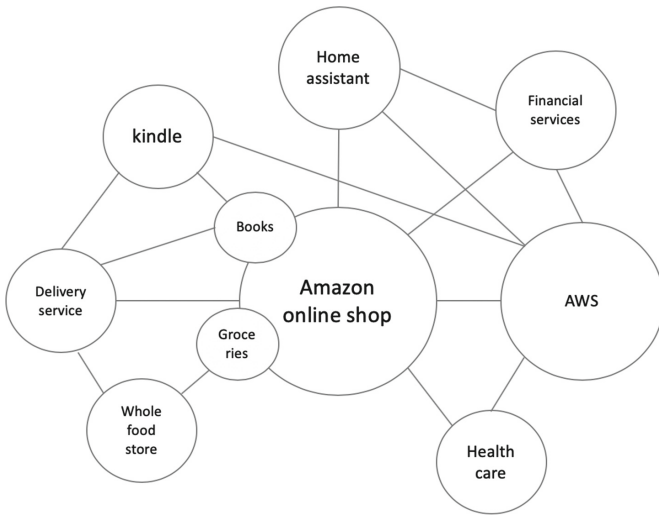 Home
assistant
Financial
services
kindle
Books
Amazon
online shop
Delivery
service
AWS
Groce
ries
Whole
food
store
Health
care